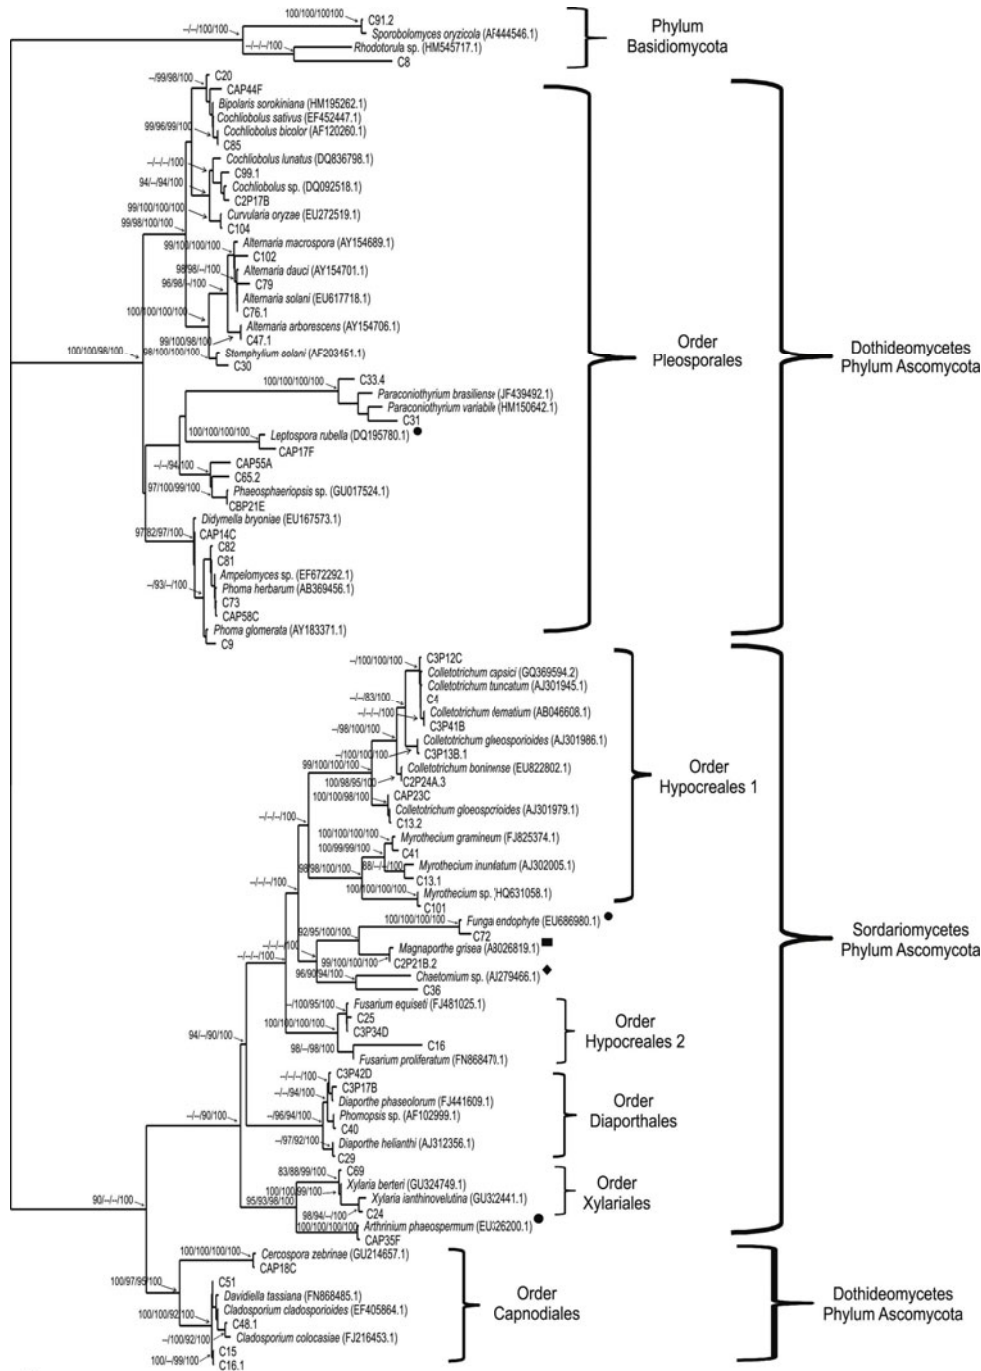 100/100/100100
C91.2
--/--/100/100
Sporobolomyces oryzicola (AF444546.1)
Rhodotorula sp. (HM545717.1)
--/--/--/100
C8
Phylum
Basidiomycota
C20
--/99/98/100
CAP44F
Bipolaris sorokiniana (HM195262.1)
Cochliobolus sativus (EF452447.1)
99/96/99/100
Cochliobolus bicolor (AF120260.1)
C85
Cochliobolus lunatus (DQ836798.1)
--/--/--/100
C99.1
94/--/94/100
Cochliobolus sp. (DQ092518.1)
C2P17B
99/100/100/100
Curvularia oryzae (EU272519.1)
99/98/100/100
C104
Alternaria macrospora (AY154689.1)
99/100/100/100
C102
98/98/--/100
Alternaria dauci (AY154701.1)
96/98/--/100
C79
Alternaria solani (EU617718.1)
100/100/100/100
C76.1
Alternaria arborescens (AY154706.1)
99/100/98/100
C47.1
100/100/98/100
98/100/100/100
C30
Order
Pleosporales
Dothideomycetes
Phylum Ascomycota
100/100/100/100
C33.4
Paraconiothyrium brasiliense (JF439492.1)
Paraconiothyrium variabile (HM150642.1)
C31
100/100/100/100
Leptospora rubella (DQ195780.1)
CAP17F
--/--/94/100
CAP55A
C65.2
97/100/99/100
Phaeosphaeriopsis sp. (GU017524.1)
CBP21E
Didymella bryoniae (EU167573.1)
97/82/97/100
CAP14C
C82
C81
--/93/--/100
Ampelomyces sp. (EF672292.1)
Phoma herbarum (AB369456.1)
C73
CAP58C
Phoma glomerata (AY183371.1)
C9
--/100/100/100
C3P12C
Colletotrichum capsici (GQ369594.2)
Colletotrichum truncatum (AJ301945.1)
--/--/83/100
C4
--/--/--/100
Colletotrichum dematium (AB046608.1)
C3P41B
--/98/100/100
Colletotrichum gloeosporioides (AJ301986.1)
--/100/100/100
C3P13B.1
99/100/100/100
Colletotrichum boninense (EU822802.1)
100/98/95/100
C2P24A.3
CAP23C
100/100/98/100
Colletotrichum gloeosporioides (AJ301979.1)
C13.2
--/--/--/100
100/100/100/100
Myrothecium gramineum (FJ825374.1)
100/99/99/100
C41
98/98/100/100
88/--/--/100
Myrothecium inundatum (AJ302005.1)
C13.1
--/--/--/100
100/100/100/100
Myrothecium sp. (HQ631058.1)
C101
Order
Hypocreales 1
100/100/100/100
Fungal endophyte (EU686980.1)
92/95/100/100
C72
--/--/--/100
Magnaporthe grisea (A8026819.1)
99/100/100/100
C2P21B.2
--/--/--/100
96/90/94/100
Chaetomium sp. (AJ279466.1)
C36
Sordariomycetes
Phylum Ascomycota
--/100/95/100
Fusarium equiseti (FJ481025.1)
C25
100/100/100/100
C3P34D
C16
94/--/90/100
98/--/98/100
Fusarium proliferatum (FN868470.1)
Order
Hypocreales 2
--/--/--/100
C3P42D
C3P17B
--/--/94/100
Diaporthe phaseolorum (FJ441609.1)
--/--/90/100
--/96/94/100
Phomopsis sp. (AF102999.1)
C40
--/97/92/100
Diaporthe helianthi (AJ312356.1)
C29
Order
Diaporthales
83/88/99/100
C69
100/100/99/100
Xylaria berteri (GU324749.1)
95/93/98/100
Xylaria ianthinovelutina (GU322441.1)
98/94/--/100
C24
100/100/100/100
Arthrinium phaeospermum (EU326200.1)
CAP35F
Order
Xylariales
90/--/--/100
100/100/100/100
Cercospora zebrinae (GU214657.1)
CAP18C
100/97/95/100
C51
Davidiella tassiana (FN868485.1)
100/100/92/100
Cladosporium cladosporioides (EF405864.1)
C48.1
--/100/92/100
Cladosporium colocasiae (FJ216453.1)
C15
100/--/99/100
C16.1
Order
Capnodiales
Dothideomycetes
Phylum Ascomycota